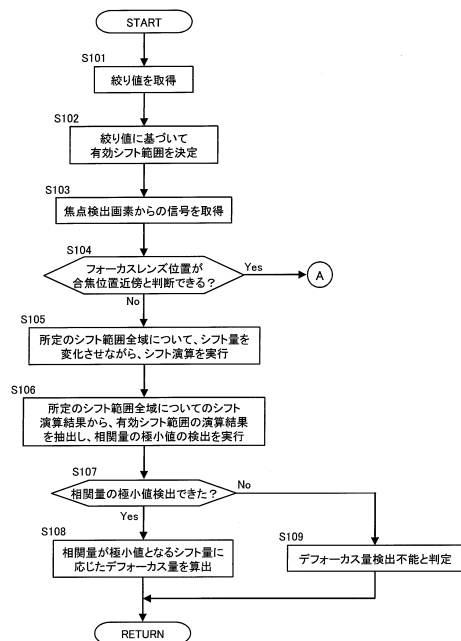 START
S101
絞り値を取得
S102
絞り値に基づいて
有効シフト範囲を決定
S103
焦点検出画素からの信号を取得
S104
フォーカスレンズ位置が
合焦位置近傍と判断できる？
Yes
A
No
S105
所定のシフト範囲全域について、シフト量を
変化させながら、シフト演算を実行
S106
所定のシフト範囲全域についてのシフト
演算結果から、有効シフト範囲の演算結果
を抽出し、相関量の極小値の検出を実行
S107
相関量の極小値検出できた？
No
Yes
S108
相関量が極小値となるシフト量に
応じたデフォーカス量を算出
S109
デフォーカス量検出不能と判定
RETURN